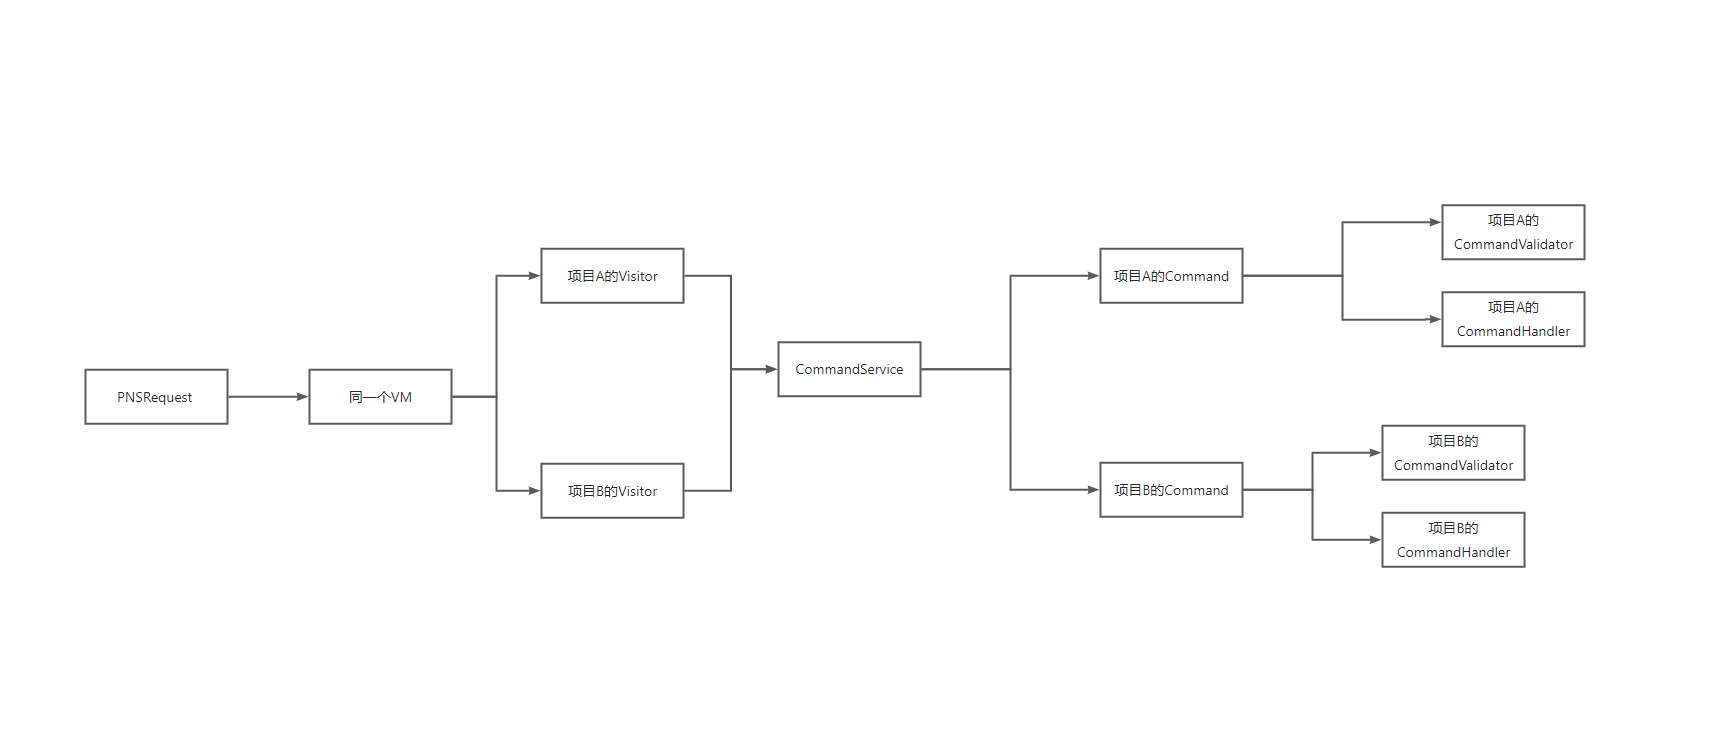 PNSRequest
同一个VM
项目A的Visitor
项目B的Visitor
CommandService
项目A的Command
项目B的Command
项目A的
CommandValidator
项目A的
CommandHandler
项目B的
CommandValidator
项目B的
CommandHandler